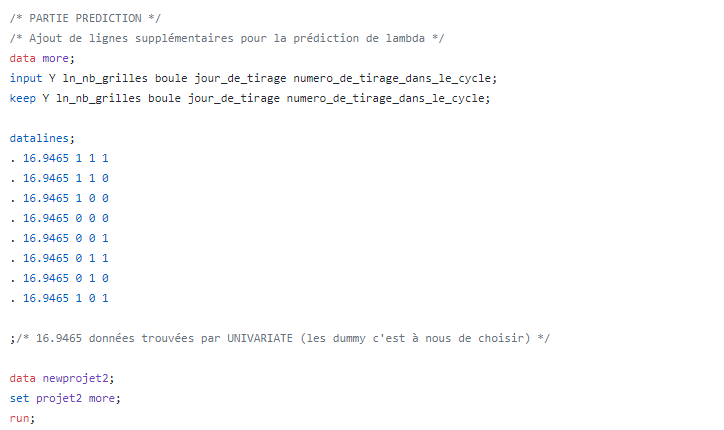 /* PARTIE PREDICTION */
/* Ajout de lignes supplémentaires pour la prédiction de lambda */
data more;
input Y ln_nb_grilles boule jour_de_tirage numero_de_tirage_dans_le_cycle;
keep Y ln_nb_grilles boule jour_de_tirage numero_de_tirage_dans_le_cycle;
datalines;
. 16.9465 1 1 1
. 16.9465 1 1 0
. 16.9465 1 0 0
. 16.9465 0 0 0
. 16.9465 0 0 1
. 16.9465 0 1 1
. 16.9465 0 1 0
. 16.9465 1 0 1
;/* 16.9465 données trouvées par UNIVARIATE (les dummy c'est à nous de choisir) */
data newprojet2;
set projet2 more;
run;